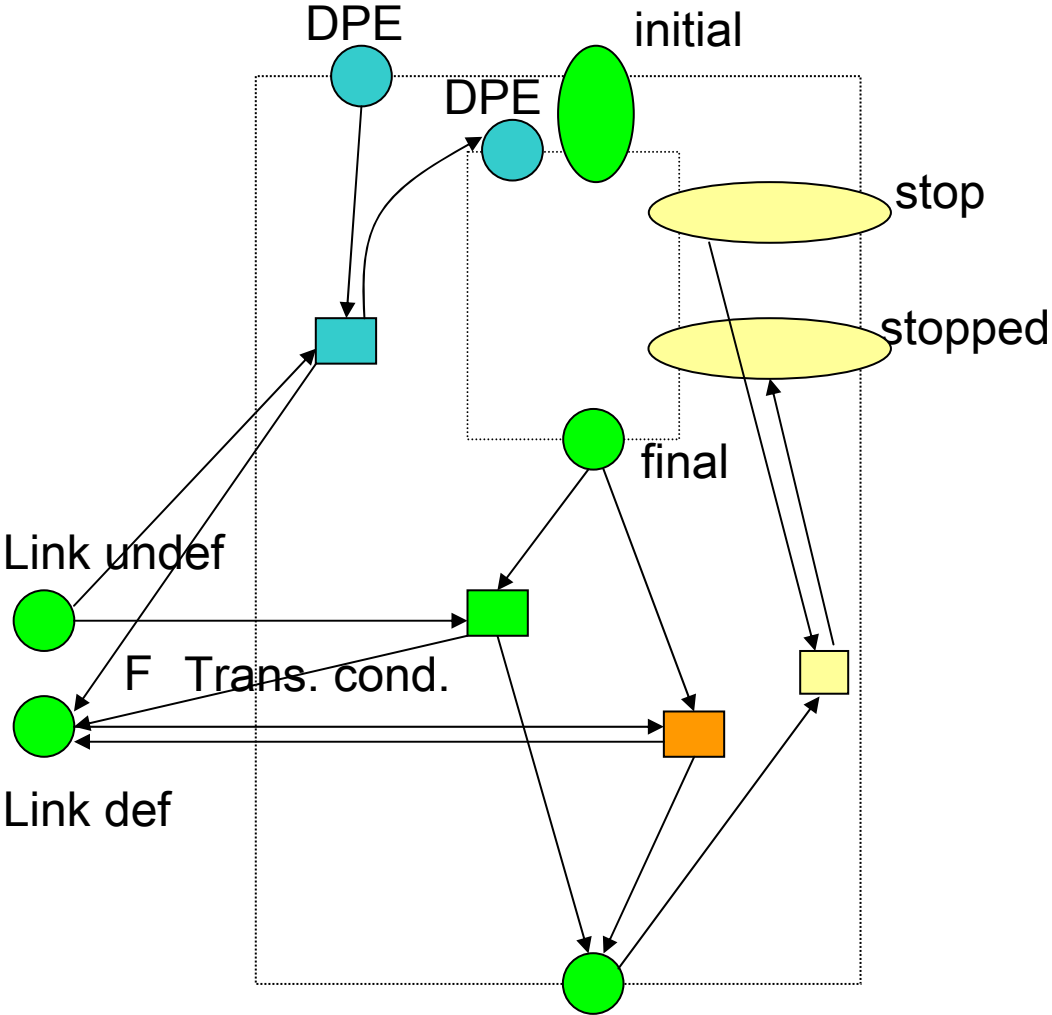 DPE
initial
DPE
stop
stopped
final
Link undef
F Trans. cond.
Link def